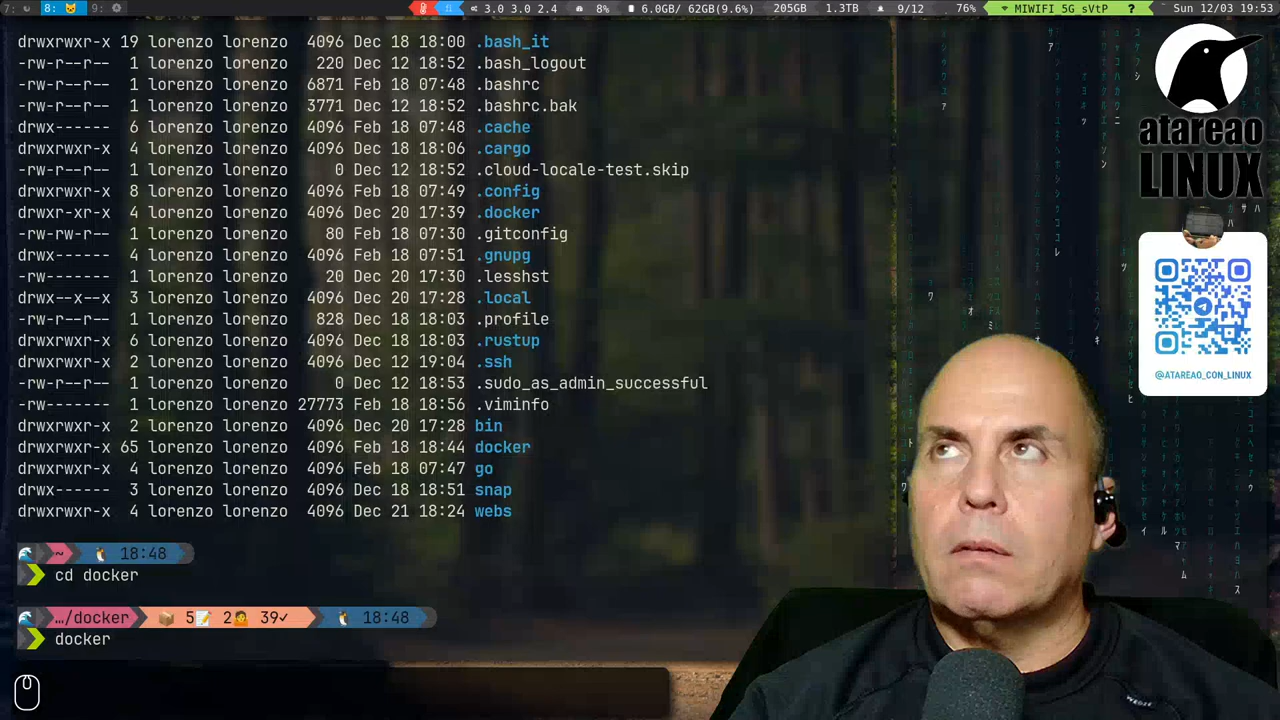 7: 8: 9: 3.0 3.0 2.4 8% 6.0GB/ 62GB(9.6%) 205GB 1.3TB 9/12 76% MIWIFI 5G sVtP ? Sun 12/03 19:53
drwxrwxr-x 19 lorenzo lorenzo 4096 Dec 18 18:00 .bash_it
-rw-r--r-- 1 lorenzo lorenzo 220 Dec 12 18:52 .bash_logout
-rw-r--r-- 1 lorenzo lorenzo 6871 Feb 18 07:48 .bashrc
-rw-r--r-- 1 lorenzo lorenzo 3771 Dec 12 18:52 .bashrc.bak
drwx------ 6 lorenzo lorenzo 4096 Feb 18 07:48 .cache
drwxrwxr-x 4 lorenzo lorenzo 4096 Feb 18 18:06 .cargo
-rw-r--r-- 1 lorenzo lorenzo 0 Dec 12 18:52 .cloud-locale-test.skip
drwxrwxr-x 8 lorenzo lorenzo 4096 Feb 18 07:49 .config
drwxr-xr-x 4 lorenzo lorenzo 4096 Dec 20 17:39 .docker
-rw-rw-r-- 1 lorenzo lorenzo 80 Feb 18 07:30 .gitconfig
drwx------ 4 lorenzo lorenzo 4096 Feb 18 07:51 .gnupg
-rw------- 1 lorenzo lorenzo 20 Dec 20 17:30 .lesshst
drwx--x--x 3 lorenzo lorenzo 4096 Dec 20 17:28 .local
-rw-r--r-- 1 lorenzo lorenzo 828 Dec 18 18:03 .profile
drwxrwxr-x 6 lorenzo lorenzo 4096 Dec 18 18:03 .rustup
drwxrwxr-x 2 lorenzo lorenzo 4096 Dec 12 19:04 .ssh
-rw-r--r-- 1 lorenzo lorenzo 0 Dec 12 18:53 .sudo_as_admin_successful
-rw------- 1 lorenzo lorenzo 27773 Feb 18 18:56 .viminfo
drwxrwxr-x 2 lorenzo lorenzo 4096 Dec 20 17:28 bin
drwxrwxr-x 65 lorenzo lorenzo 4096 Feb 18 18:44 docker
drwxrwxr-x 4 lorenzo lorenzo 4096 Feb 18 07:47 go
drwx------ 3 lorenzo lorenzo 4096 Dec 18 18:51 snap
drwxrwxr-x 4 lorenzo lorenzo 4096 Dec 21 18:24 webs
~ 18:48
cd docker
…/docker 5 2 39✓ 18:48
docker
atareao
LINUX
@ATAREAO_CON_LINUX